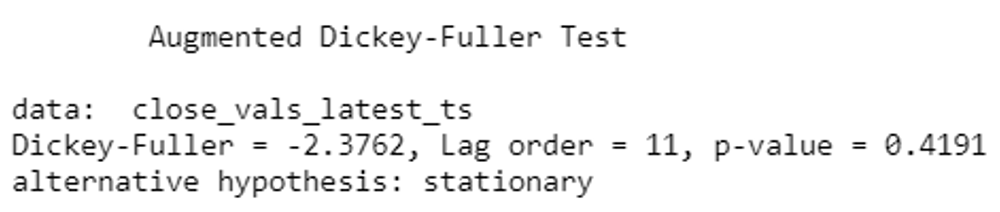 Augmented Dickey-Fuller Test
data: close_vals_latest_ts
Dickey-Fuller = -2.3762, Lag order = 11, p-value = 0.4191
alternative hypothesis: stationary